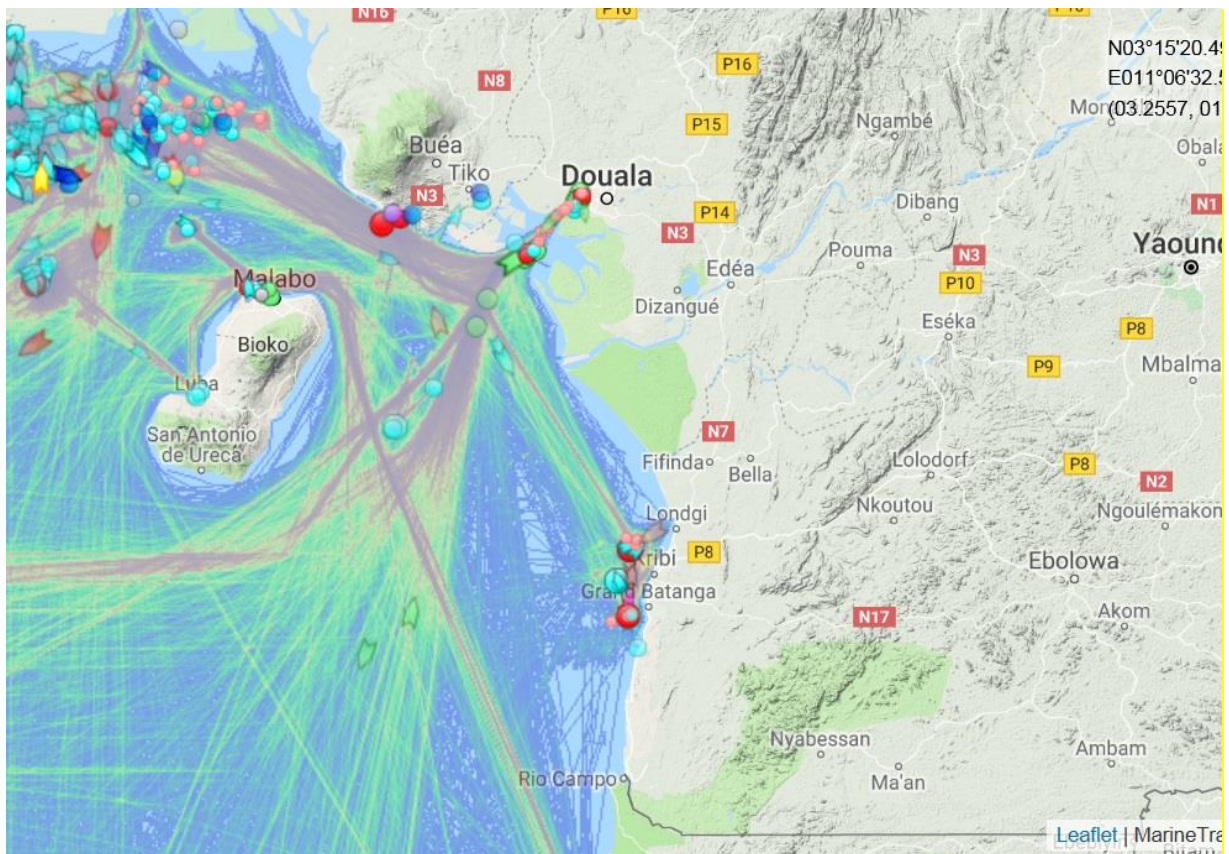 N16
P16
N03°15'20.4
E011°06'32.
(03.2557, 01
N8
P16
P15
Ngambé
Buéa
Tiko
N3
Douala
Obala
Dibang
P14
N3
Pouma
N3
N1
Yaoun
Malabo
Edéa
P10
Dizangué
Bioko
Eséka
P8
P9
Mbalma
Luba
San Antonio
de Ureca
N7
Fififinda
Bella
Lolodorf
P8
N2
Nkoutou
Ngoulémakon
Londgi
Kribi
P8
Ebolowa
Grand Batanga
N17
Akom
Nyabessan
Ma'an
Ambam
Rio Campo
Leaflet | MarineTra